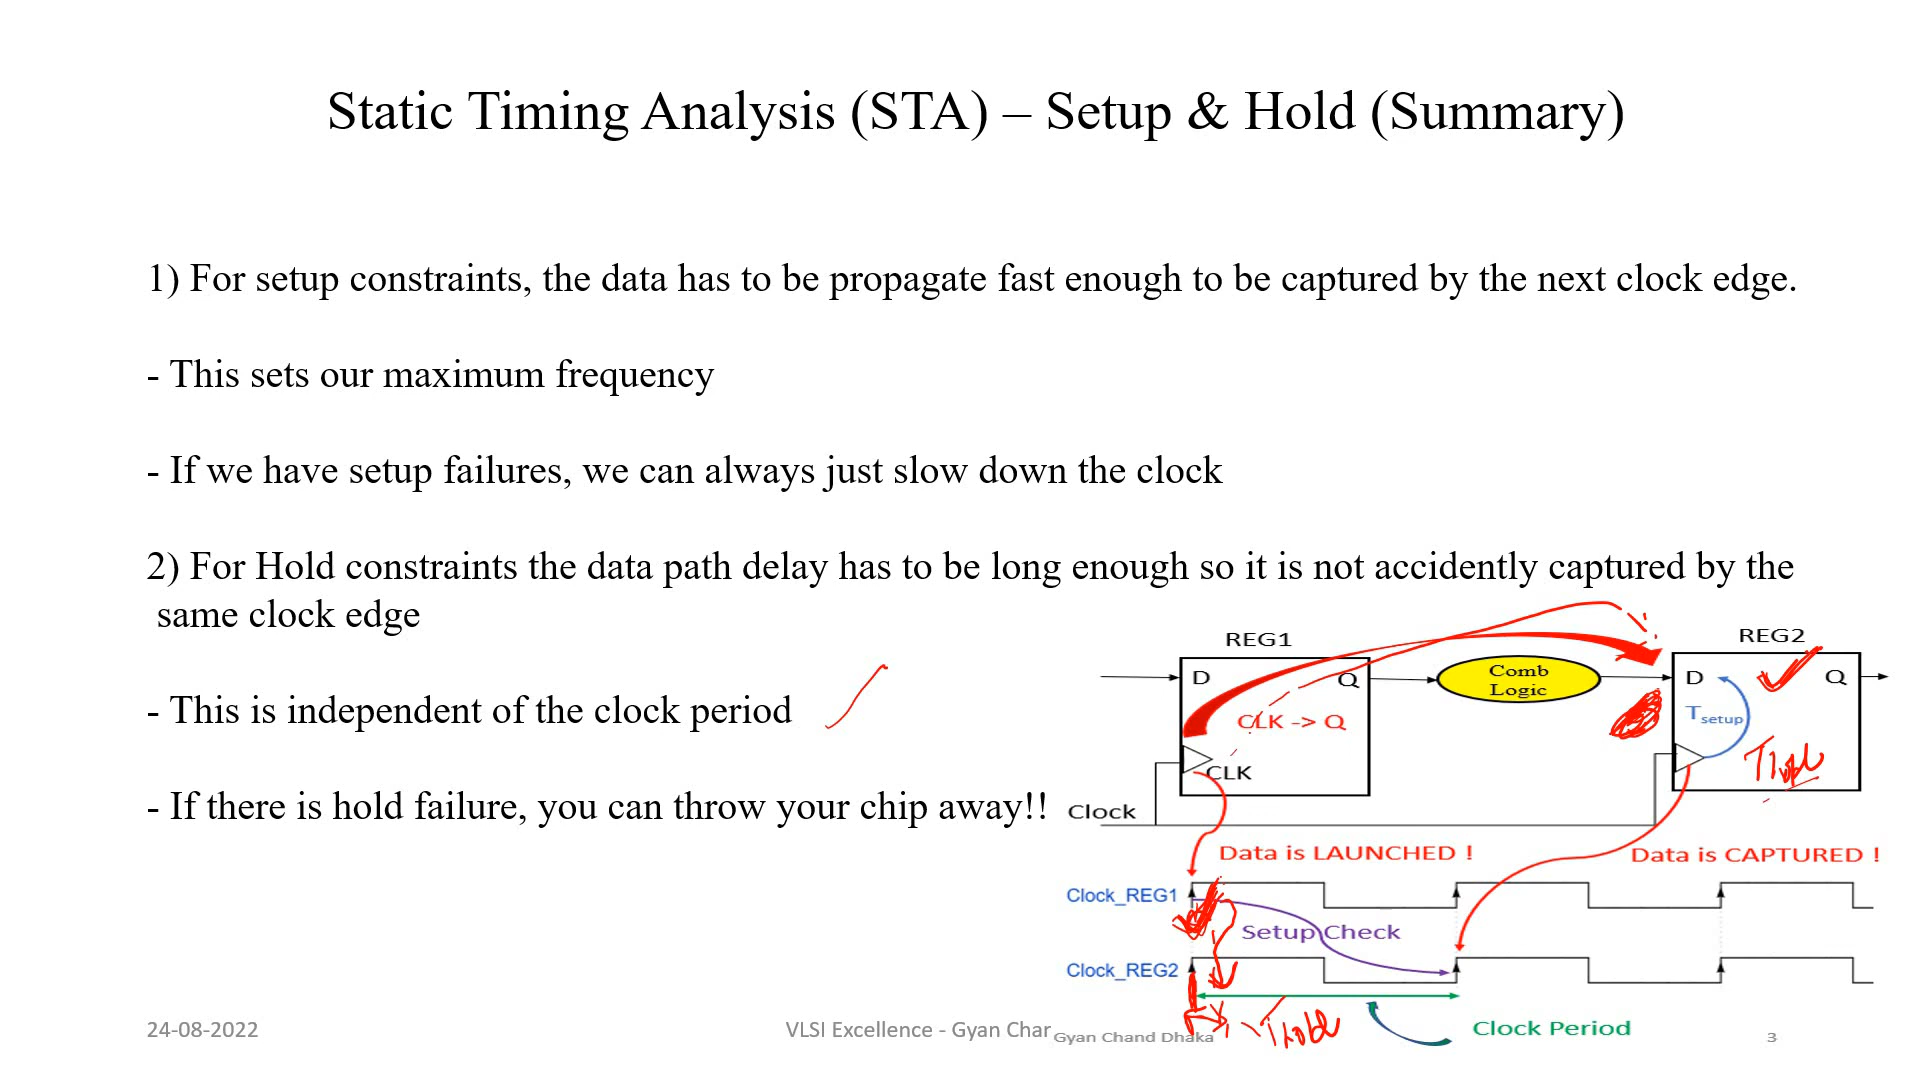 Static Timing Analysis (STA) – Setup & Hold (Summary)
1) For setup constraints, the data has to be propagate fast enough to be captured by the next clock edge.
- This sets our maximum frequency
- If we have setup failures, we can always just slow down the clock
2) For Hold constraints the data path delay has to be long enough so it is not accidently captured by the
same clock edge
- This is independent of the clock period
- If there is hold failure, you can throw your chip away!!
REG1
REG2
D
Q
Comb
Logic
D
Q
CLK -> Q
Tsetup
CLK
Clock
Data is LAUNCHED !
Data is CAPTURED !
Clock_REG1
Setup Check
Clock_REG2
Thold
Clock Period
24-08-2022
VLSI Excellence - Gyan Char
Gyan Chand Dhaka
3